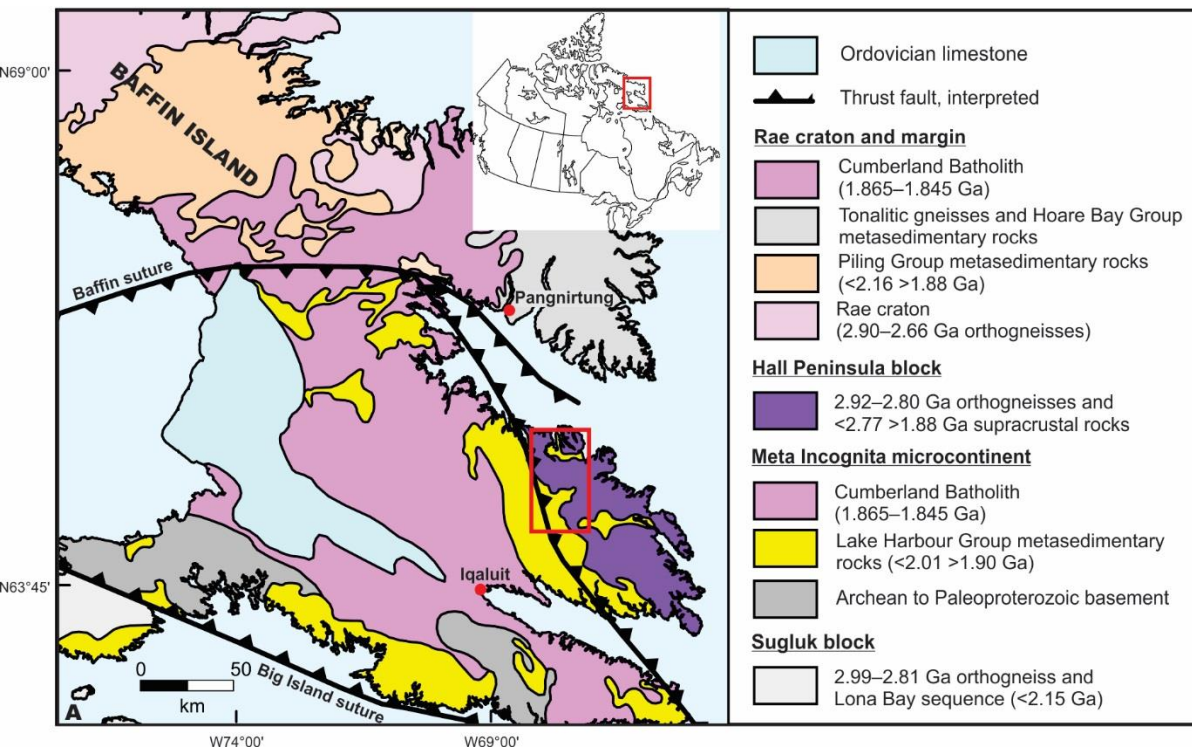 N69°00'
BAFFIN ISLAND
Baffin suture
Pangnirtung
N63°45'
Iqaluit
0 50
km
Big Island suture
A
W74°00' W69°00'
Ordovician limestone
Thrust fault, interpreted
Rae craton and margin
Cumberland Batholith
(1.865–1.845 Ga)
Tonalitic gneisses and Hoare Bay Group
metasedimentary rocks
Piling Group metasedimentary rocks
(<2.16 >1.88 Ga)
Rae craton
(2.90–2.66 Ga orthogneisses)
Hall Peninsula block
2.92–2.80 Ga orthogneisses and
<2.77 >1.88 Ga supracrustal rocks
Meta Incognita microcontinent
Cumberland Batholith
(1.865–1.845 Ga)
Lake Harbour Group metasedimentary
rocks (<2.01 >1.90 Ga)
Archean to Paleoproterozoic basement
Sugluk block
2.99–2.81 Ga orthogneiss and
Lona Bay sequence (<2.15 Ga)